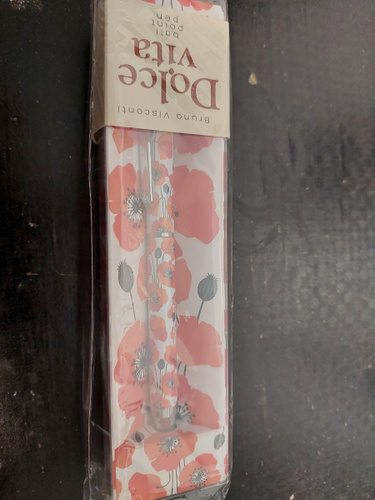 Bruno Visconti
Dolce
vita
ball
point
pen